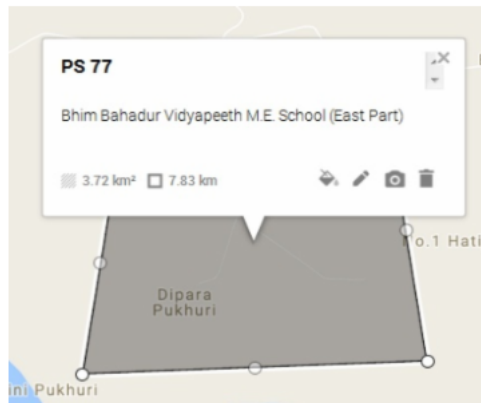 PS 77
Bhim Bahadur Vidyapeeth M.E. School (East Part)
3.72 km² 7.83 km
o.1 Hati
Dipara
Pukhuri
ini Pukhuri